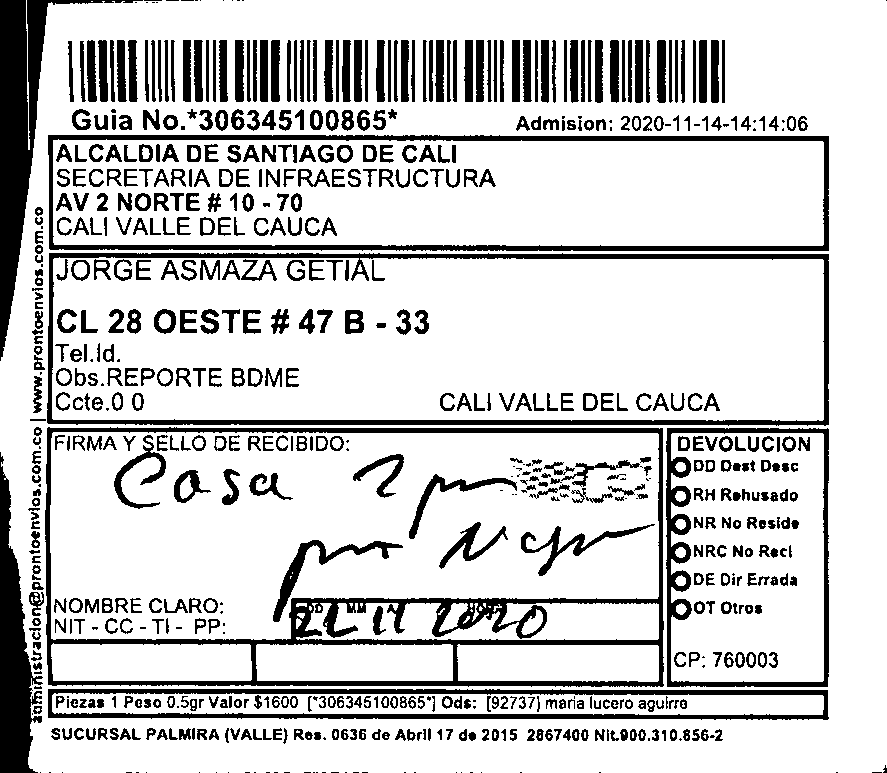 Guia No.*306345100865*
Admision: 2020-11-14-14:14:06
ALCALDIA DE SANTIAGO DE CALI
SECRETARIA DE INFRAESTRUCTURA
AV 2 NORTE # 10 - 70
CALI VALLE DEL CAUCA
JORGE ASMAZA GETIAL
CL 28 OESTE # 47 B - 33
Tel.Id.
Obs.REPORTE BDME
Ccte.0 0
CALI VALLE DEL CAUCA
FIRMA Y SELLO DE RECIBIDO:
Casa 2
NOMBRE CLARO:
NIT - CC - TI - PP:
DD MM
11 2020
DEVOLUCION
DD Dest Desc
RH Rehusado
NR No Reside
NRC No Recl
DE Dir Errada
OT Otros
CP: 760003
Piezas 1 Peso 0.5gr Valor $1600 ["306345100865"] Ods: [92737] maria lucero aguirre
SUCURSAL PALMIRA (VALLE) Res. 0636 de Abril 17 de 2015 2867400 Nit.900.310.856-2
administracion@prontoenvios.com.co | www.prontoenvios.com.co